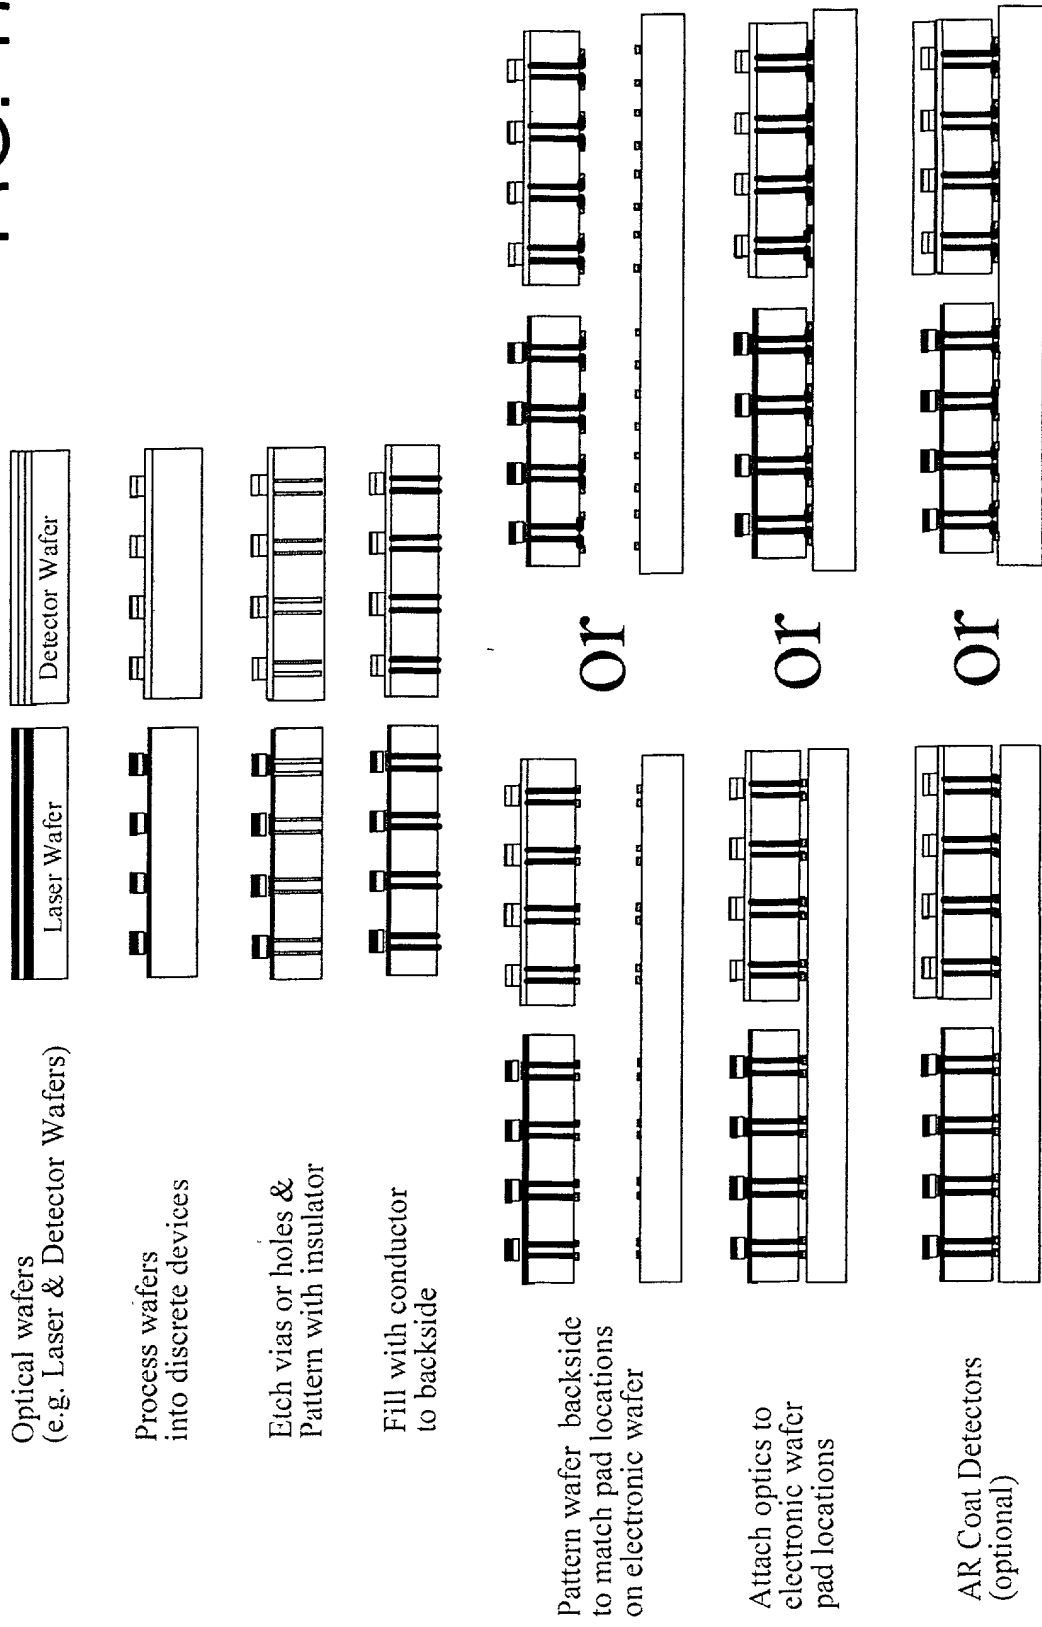 Optical wafers
(e.g. Laser & Detector Wafers)
Laser Wafer
Detector Wafer
Process wafers
into discrete devices
Etch vias or holes &
Pattern with insulator
Fill with conductor
to backside
Pattern wafer backside
to match pad locations
on electronic wafer
or
Attach optics to
electronic wafer
pad locations
or
AR Coat Detectors
(optional)
or